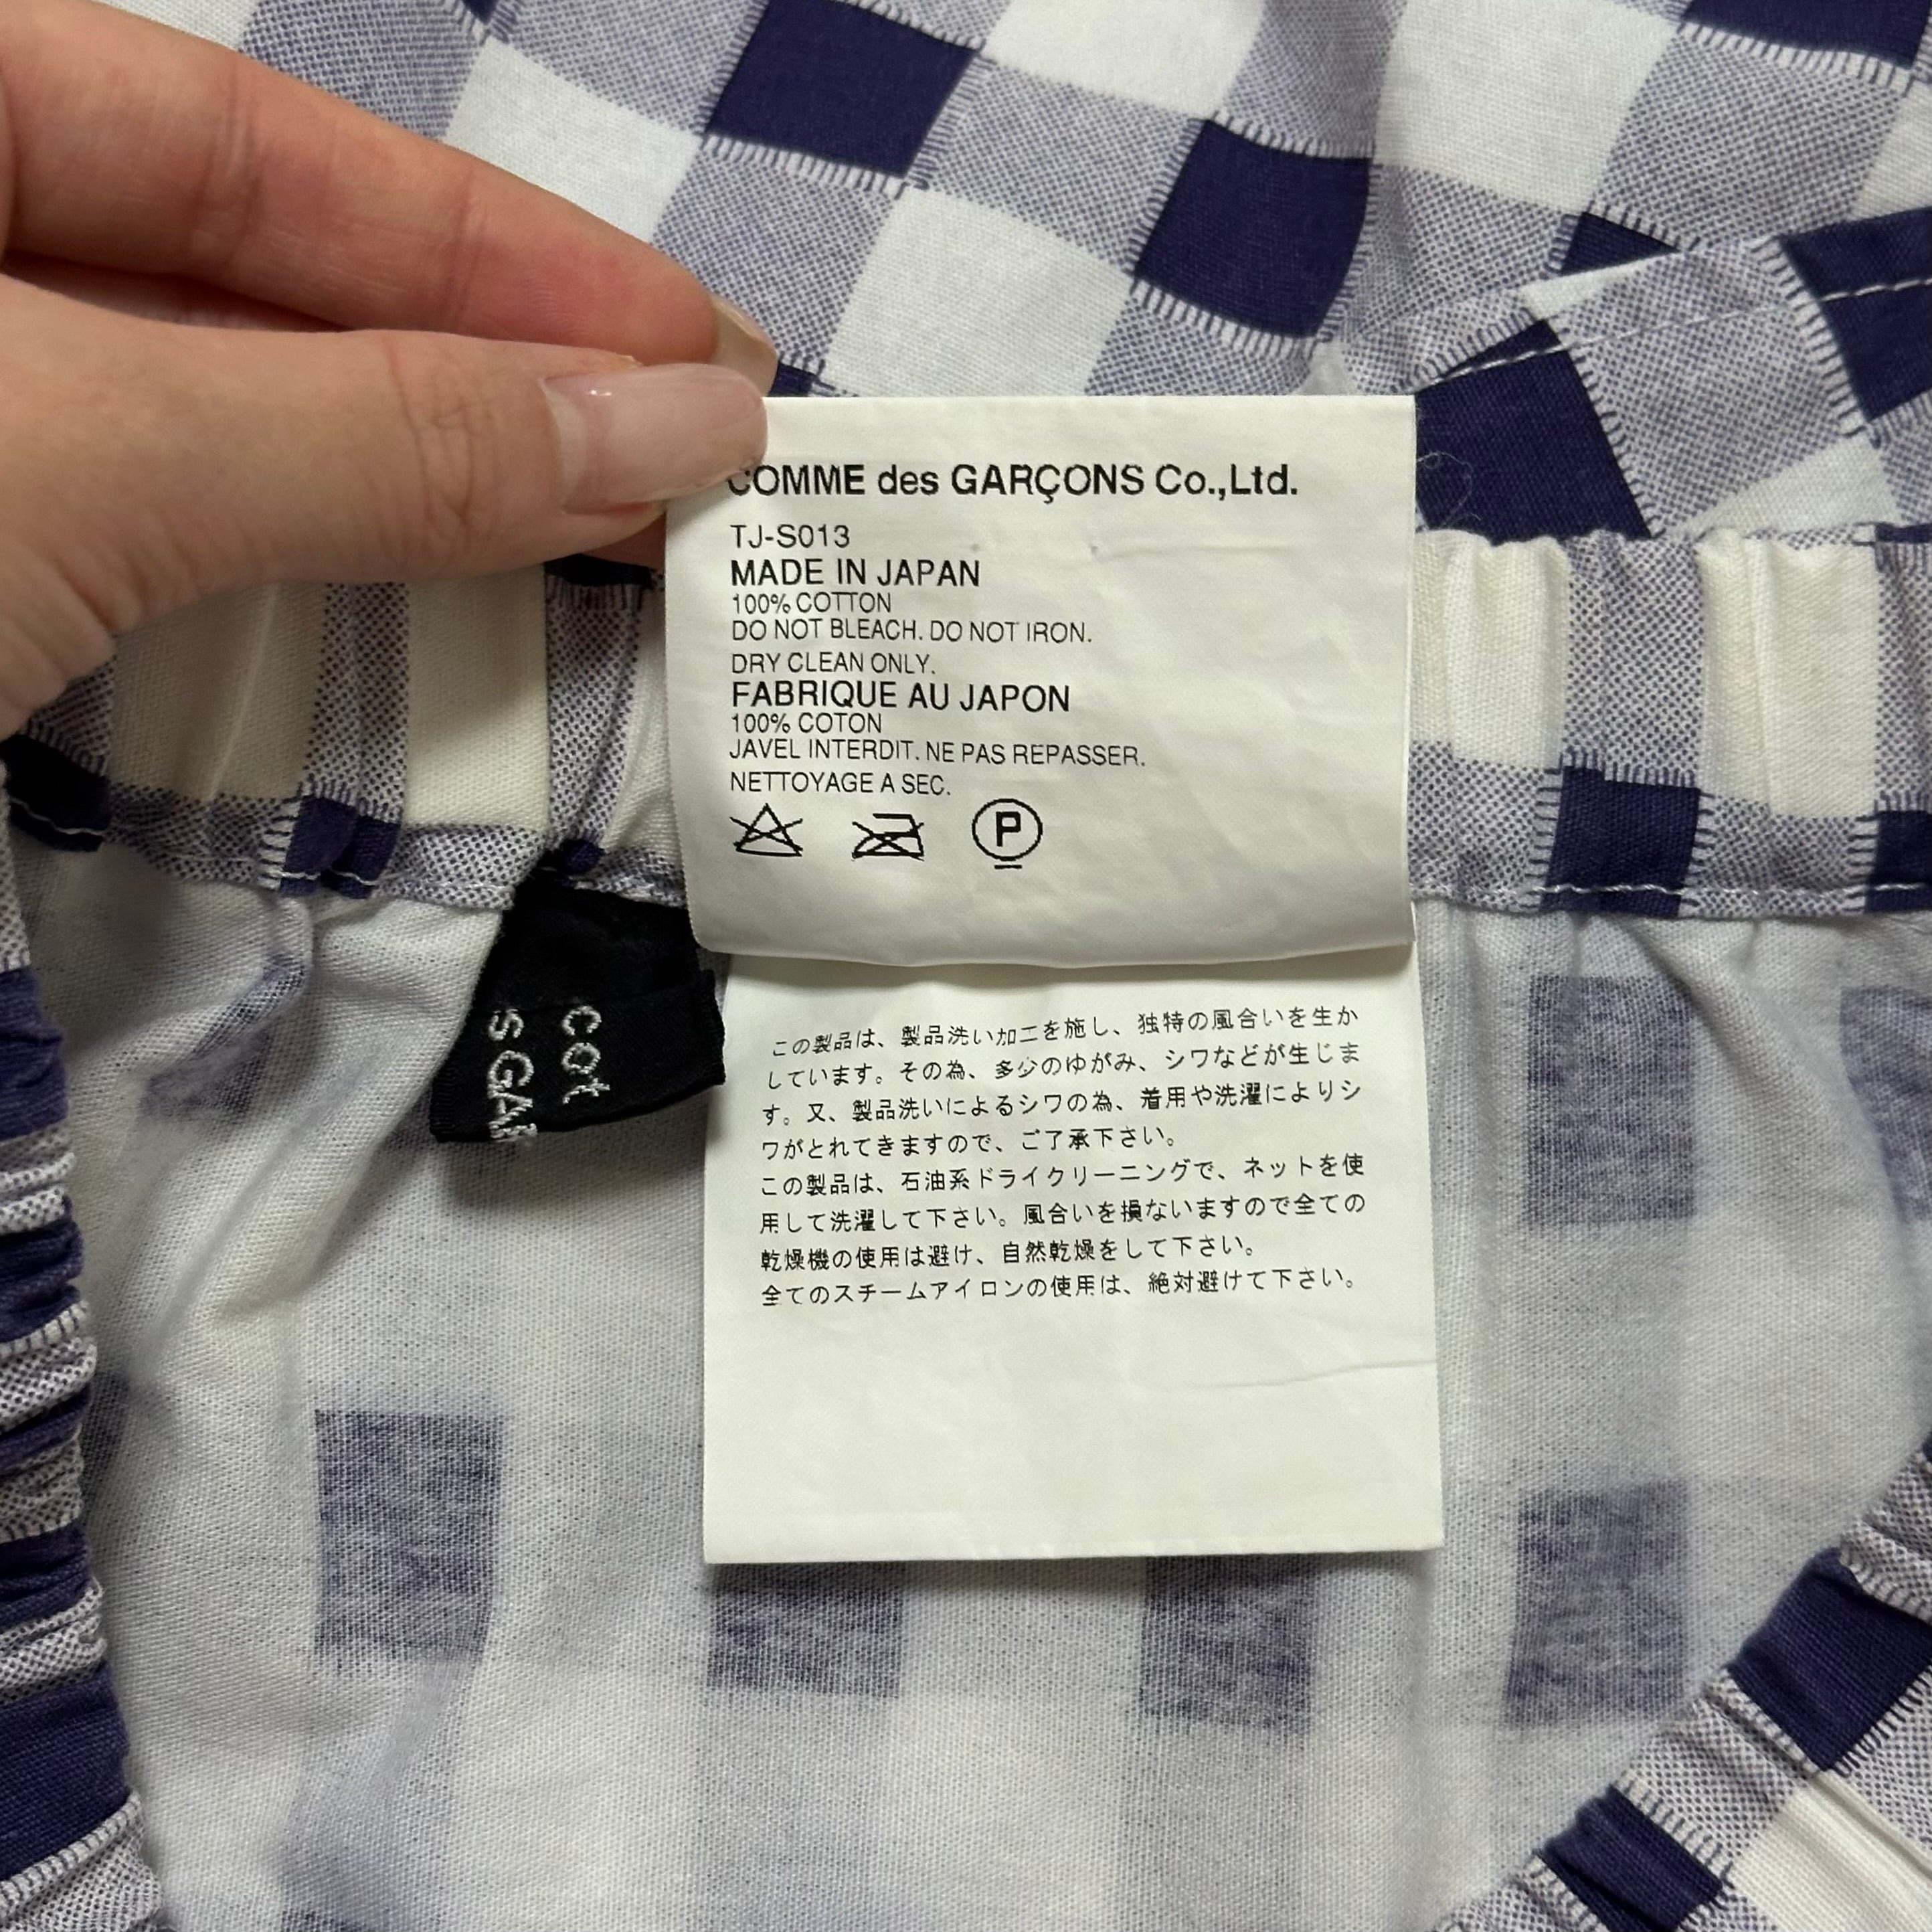 COMME des GARÇONS Co.,Ltd.
TJ-S013
MADE IN JAPAN
100% COTTON
DO NOT BLEACH. DO NOT IRON.
DRY CLEAN ONLY.
FABRIQUE AU JAPON
100% COTON
JAVEL INTERDIT. NE PAS REPASSER.
NETTOYAGE A SEC.
P
cot
S GAR
この製品は、製品洗い加工を施し、独特の風合いを生か
しています。その為、多少のゆがみ、シワなどが生じま
す。又、製品洗いによるシワの為、着用や洗濯によりシ
ワがとれてきますので、ご了承下さい。
この製品は、石油系ドライクリーニングで、ネットを使
用して洗濯して下さい。風合いを損ないますので全ての
乾燥機の使用は避け、自然乾燥をして下さい。
全てのスチームアイロンの使用は、絶対避けて下さい。